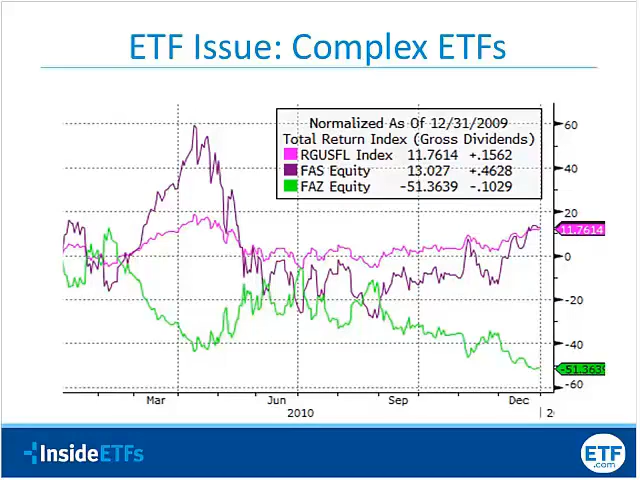 ETF Issue: Complex ETFs
Normalized As Of 12/31/2009
Total Return Index (Gross Dividends)
RGUSFL Index 11.7614 +.1562
FAS Equity 13.027 +.4628
FAZ Equity -51.3639 -.1029
60
40
20
11.7614
0
-20
-40
-51.3639
-60
Mar Jun Sep Dec
2010
InsideETFs
ETF
.com